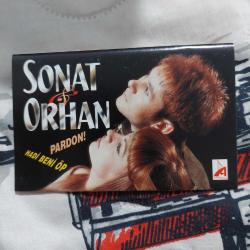 SONAT
&
ORHAN
PARDON!
HADİ BENİ ÖP
A